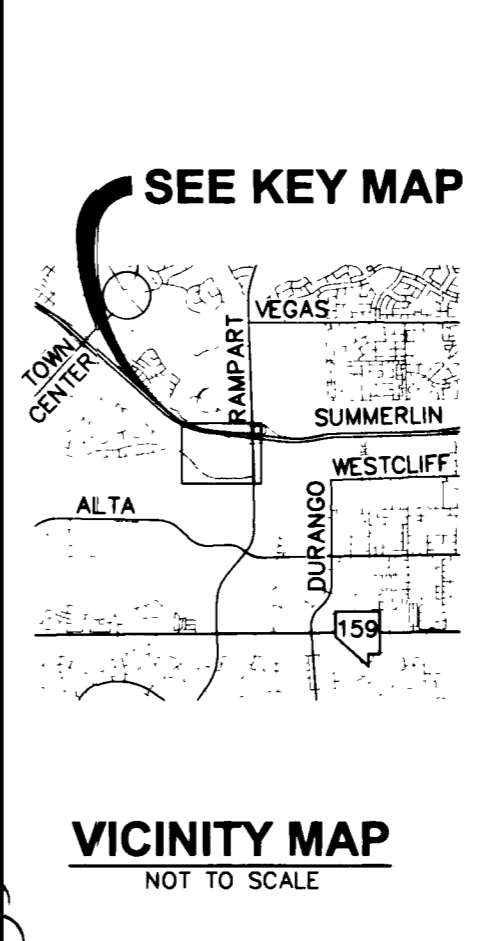 SEE KEY MAP
VEGAS
RAMPART
TOWN
CENTER
SUMMERLIN
WESTCLIFF
DURANGO
ALTA
159
VICINITY MAP
NOT TO SCALE